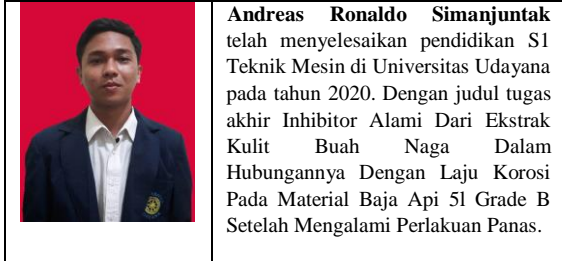 Andreas Ronaldo Simanjuntak
telah menyelesaikan pendidikan S1
Teknik Mesin di Universitas Udayana
pada tahun 2020. Dengan judul tugas
akhir Inhibitor Alami Dari Ekstrak
Kulit Buah Naga Dalam
Hubungannya Dengan Laju Korosi
Pada Material Baja Api 5l Grade B
Setelah Mengalami Perlakuan Panas.